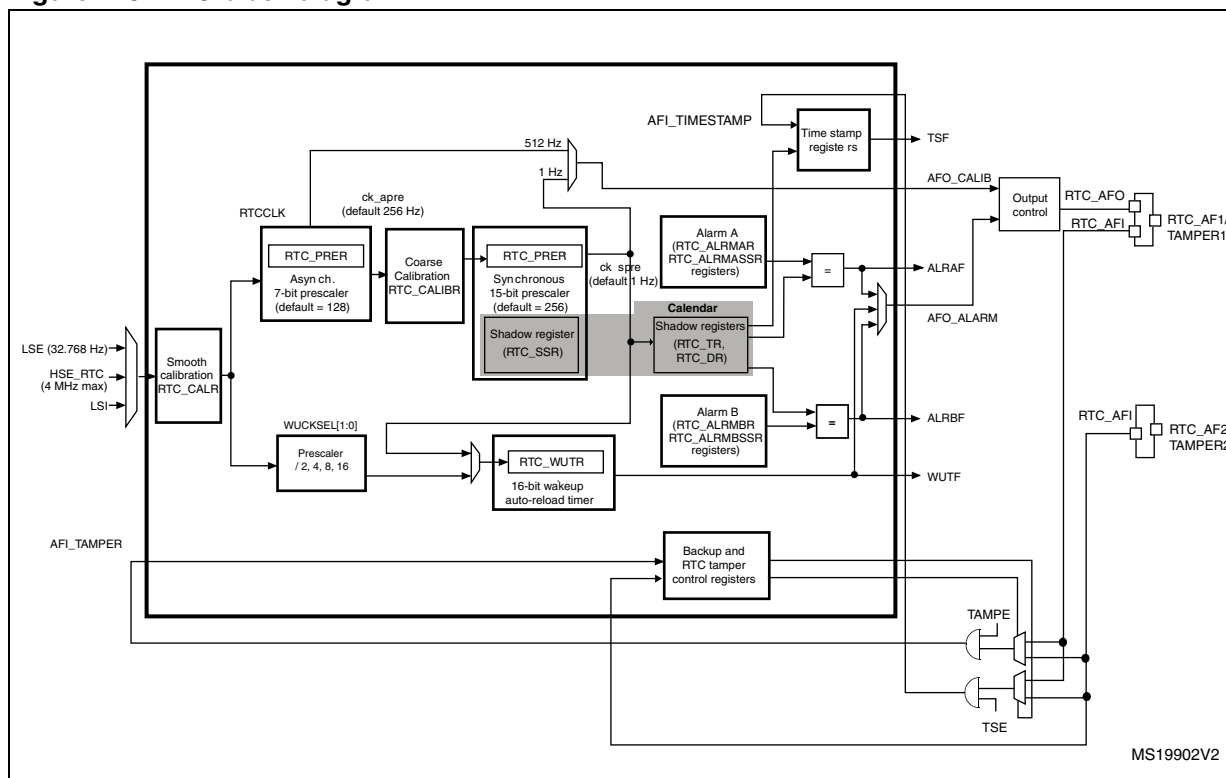 AFI_TIMESTAMP
Time stamp
registe rs
TSF
512 Hz
1 Hz
AFO_CALIB
RTCCLK
ck_apre
(default 256 Hz)
Output
control
RTC_AFO
RTC_AFI
RTC_AF1/
TAMPER1
RTC_PRER
Asyn ch.
7-bit prescaler
(default = 128)
Coarse
Calibration
RTC_CALIBR
RTC_PRER
Syn chronous
15-bit prescaler
(default = 256)
Shadow register
(RTC_SSR)
ck_spre
(default 1 Hz)
Alarm A
(RTC_ALRMAR
RTC_ALRMASSR
registers)
=
ALRAF
AFO_ALARM
Calendar
Shadow registers
(RTC_TR,
RTC_DR)
LSE (32.768 Hz)
HSE_RTC
(4 MHz max)
LSI
Smooth
calibration
RTC_CALR
Alarm B
(RTC_ALRMBR
RTC_ALRMBSSR
registers)
=
ALRBF
RTC_AFI
RTC_AF2
TAMPER2
WUCKSEL[1:0]
Prescaler
/ 2, 4, 8, 16
RTC_WUTR
16-bit wakeup
auto-reload timer
WUTF
AFI_TAMPER
Backup and
RTC tamper
control registers
TAMPE
TSE
MS19902V2